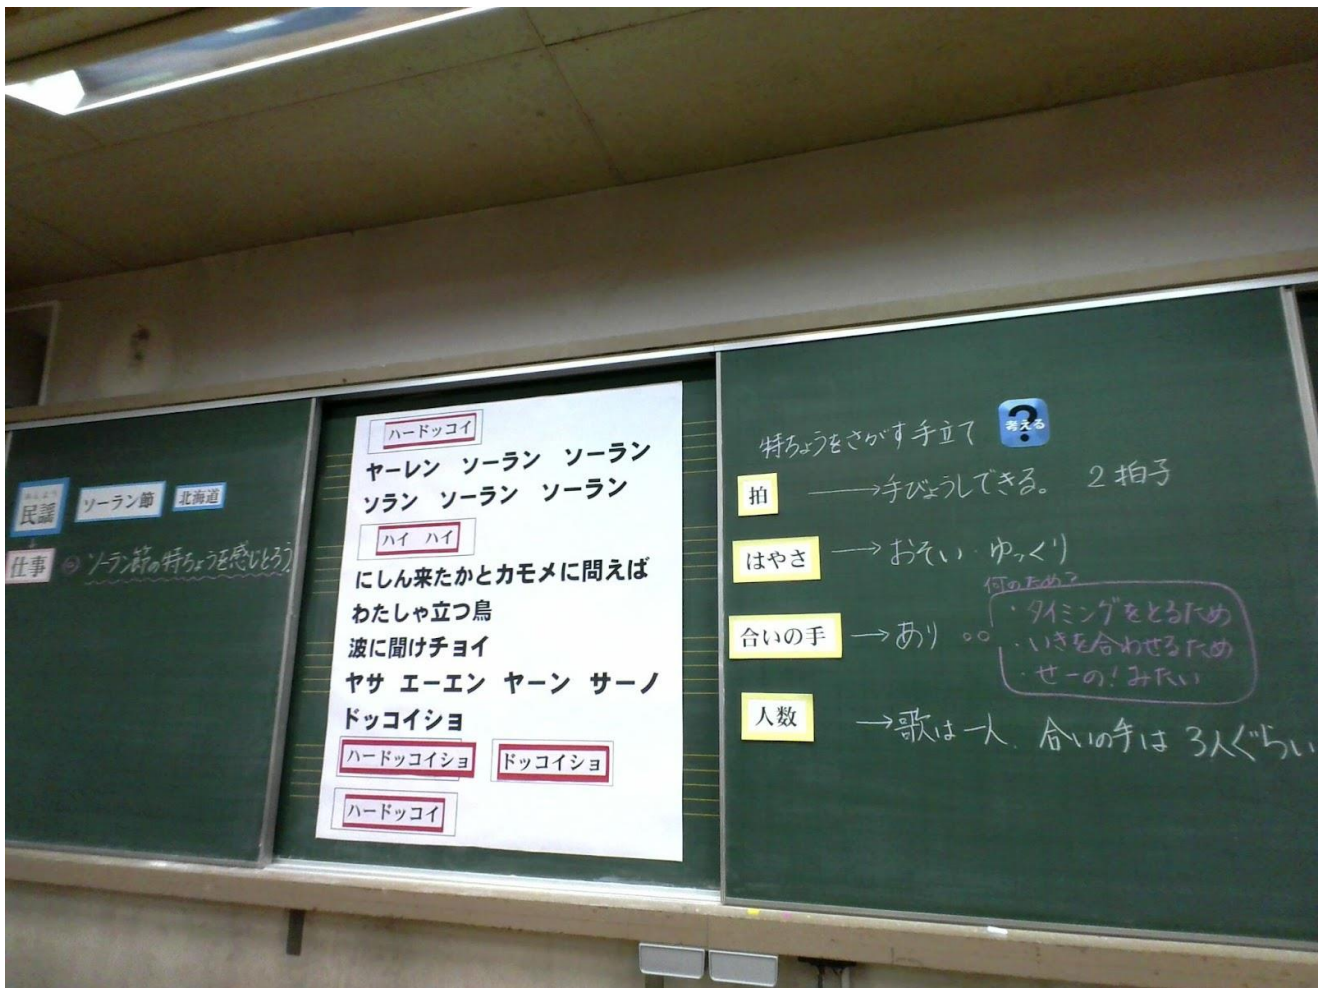 みんよう
民謡 ソーラン節 北海道
仕事 ソーラン節の特ちょうを感じとろう。
ハードッコイ
ヤーレン ソーラン ソーラン
ソラン ソーラン ソーラン
ハイ ハイ
にしん来たかとカモメに問えば
わたしゃ立つ鳥
波に聞けチョイ
ヤサ エーエン ヤーン サーノ
ドッコイショ
ハードッコイショ ドッコイショ
ハードッコイ
特ちょうをさがす手立て ? 考える
拍 →手びょうしできる。 2拍子
はやさ →おそい・ゆっくり
何のため?
・タイミングをとるため
合いの手 →あり
・いきを合わせるため
・せーの!みたい
人数 →歌は一人. 合いの手は 3人ぐらい